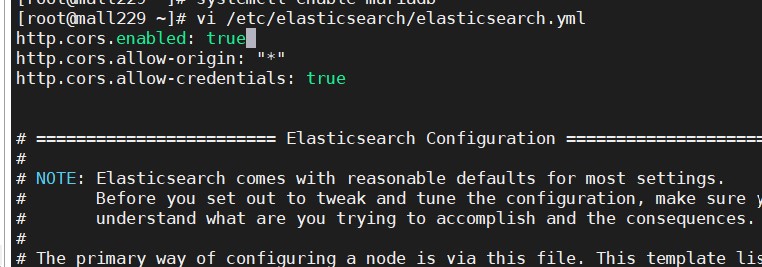 [root@mall229 ~]# systemctl enable mariadb
[root@mall229 ~]# vi /etc/elasticsearch/elasticsearch.yml
http.cors.enabled: true
http.cors.allow-origin: "*"
http.cors.allow-credentials: true
# ======================== Elasticsearch Configuration ====================
#
# NOTE: Elasticsearch comes with reasonable defaults for most settings.
#       Before you set out to tweak and tune the configuration, make sure y
#       understand what are you trying to accomplish and the consequences.
#
# The primary way of configuring a node is via this file. This template lis